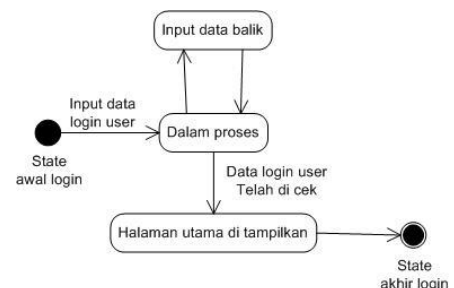 Input data balik
Input data
login user
Dalam proses
State
awal login
Data login user
Telah di cek
Halaman utama di tampilkan
State
akhir login